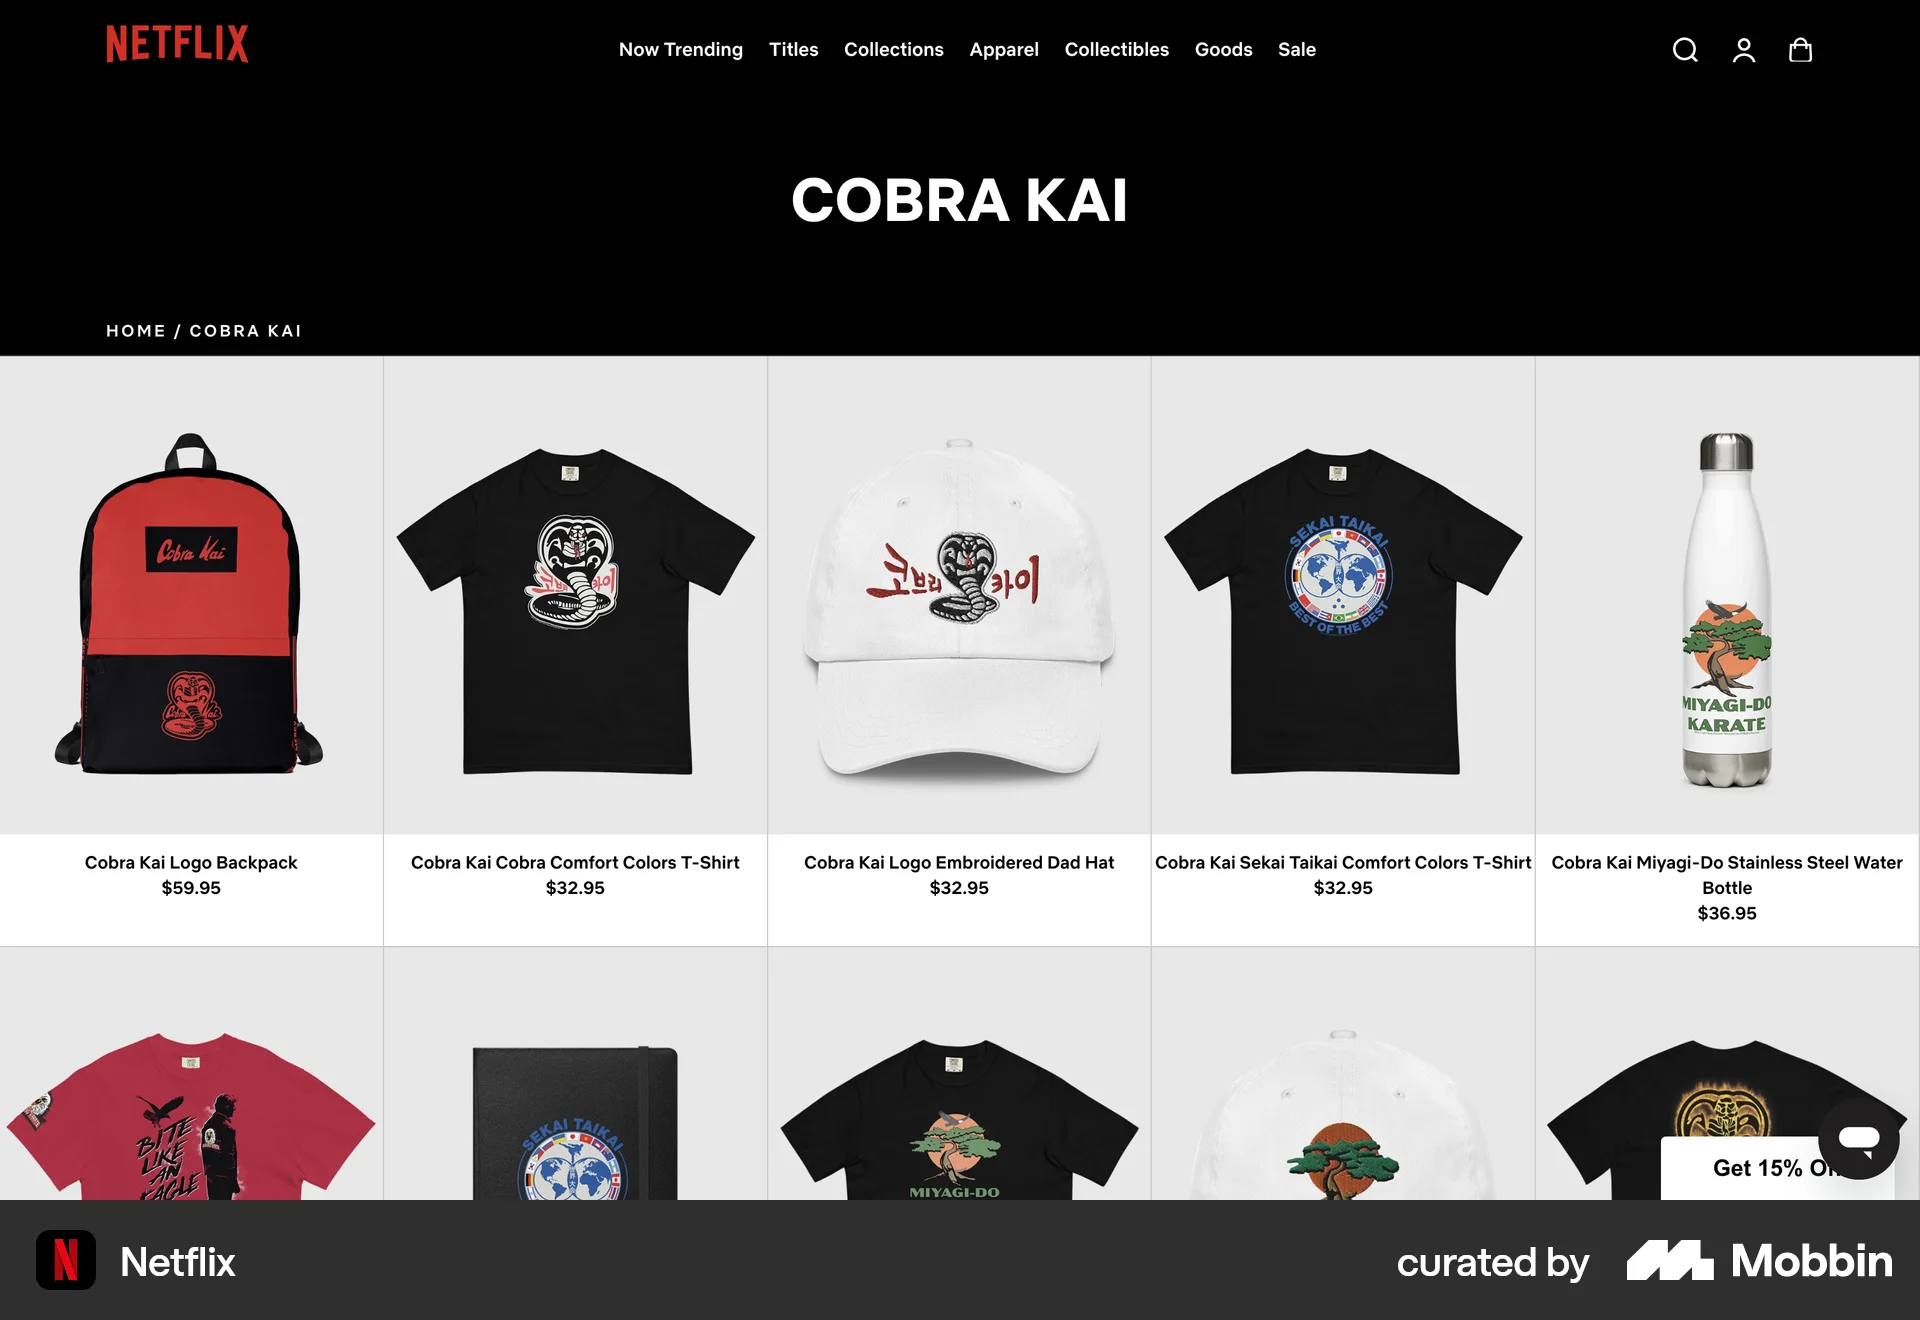 NETFLIX
Now Trending Titles Collections Apparel Collectibles Goods Sale
COBRA KAI
HOME / COBRA KAI
Cobra Kai
Cobra Kai
코브라 카이
코브라 카이
SEKAI TAIKAI
BEST OF THE BEST
MIYAGI-DO
KARATE
Cobra Kai Logo Backpack
$59.95
Cobra Kai Cobra Comfort Colors T-Shirt
$32.95
Cobra Kai Logo Embroidered Dad Hat
$32.95
Cobra Kai Sekai Taikai Comfort Colors T-Shirt
$32.95
Cobra Kai Miyagi-Do Stainless Steel Water
Bottle
$36.95
BITE
LIKE
AN
EAGLE
SEKAI TAIKAI
MIYAGI-DO
Get 15%
Netflix
curated by Mobbin